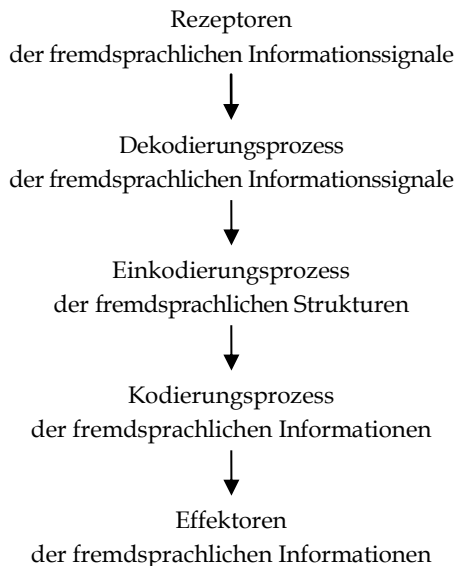 Rezeptoren
der fremdsprachlichen Informationssignale
Dekodierungsprozess
der fremdsprachlichen Informationssignale
Einkodierungsprozess
der fremdsprachlichen Strukturen
Kodierungsprozess
der fremdsprachlichen Informationen
Effektoren
der fremdsprachlichen Informationen